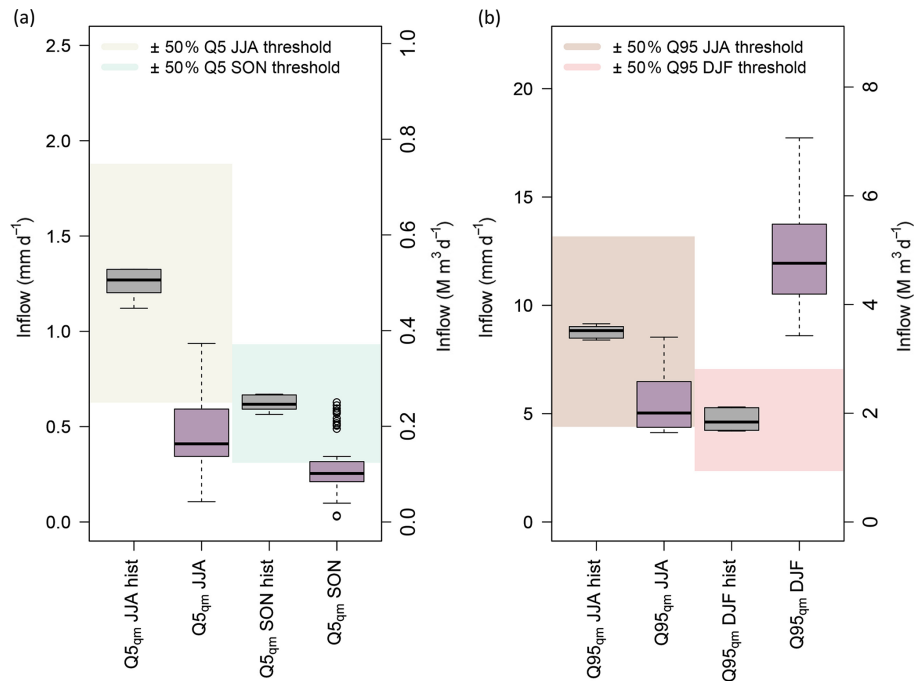 (a)
± 50% Q5 JJA threshold
± 50% Q5 SON threshold
Inflow (mm d⁻¹)
2.5
2.0
1.5
1.0
0.5
0.0
1.0
0.8
0.6
0.4
0.2
0.0
Inflow (M m³ d⁻¹)
Q5qm JJA hist
Q5qm JJA
Q5qm SON hist
Q5qm SON
(b)
± 50% Q95 JJA threshold
± 50% Q95 DJF threshold
Inflow (mm d⁻¹)
20
15
10
5
0
8
6
4
2
0
Inflow (M m³ d⁻¹)
Q95qm JJA hist
Q95qm JJA
Q95qm DJF hist
Q95qm DJF